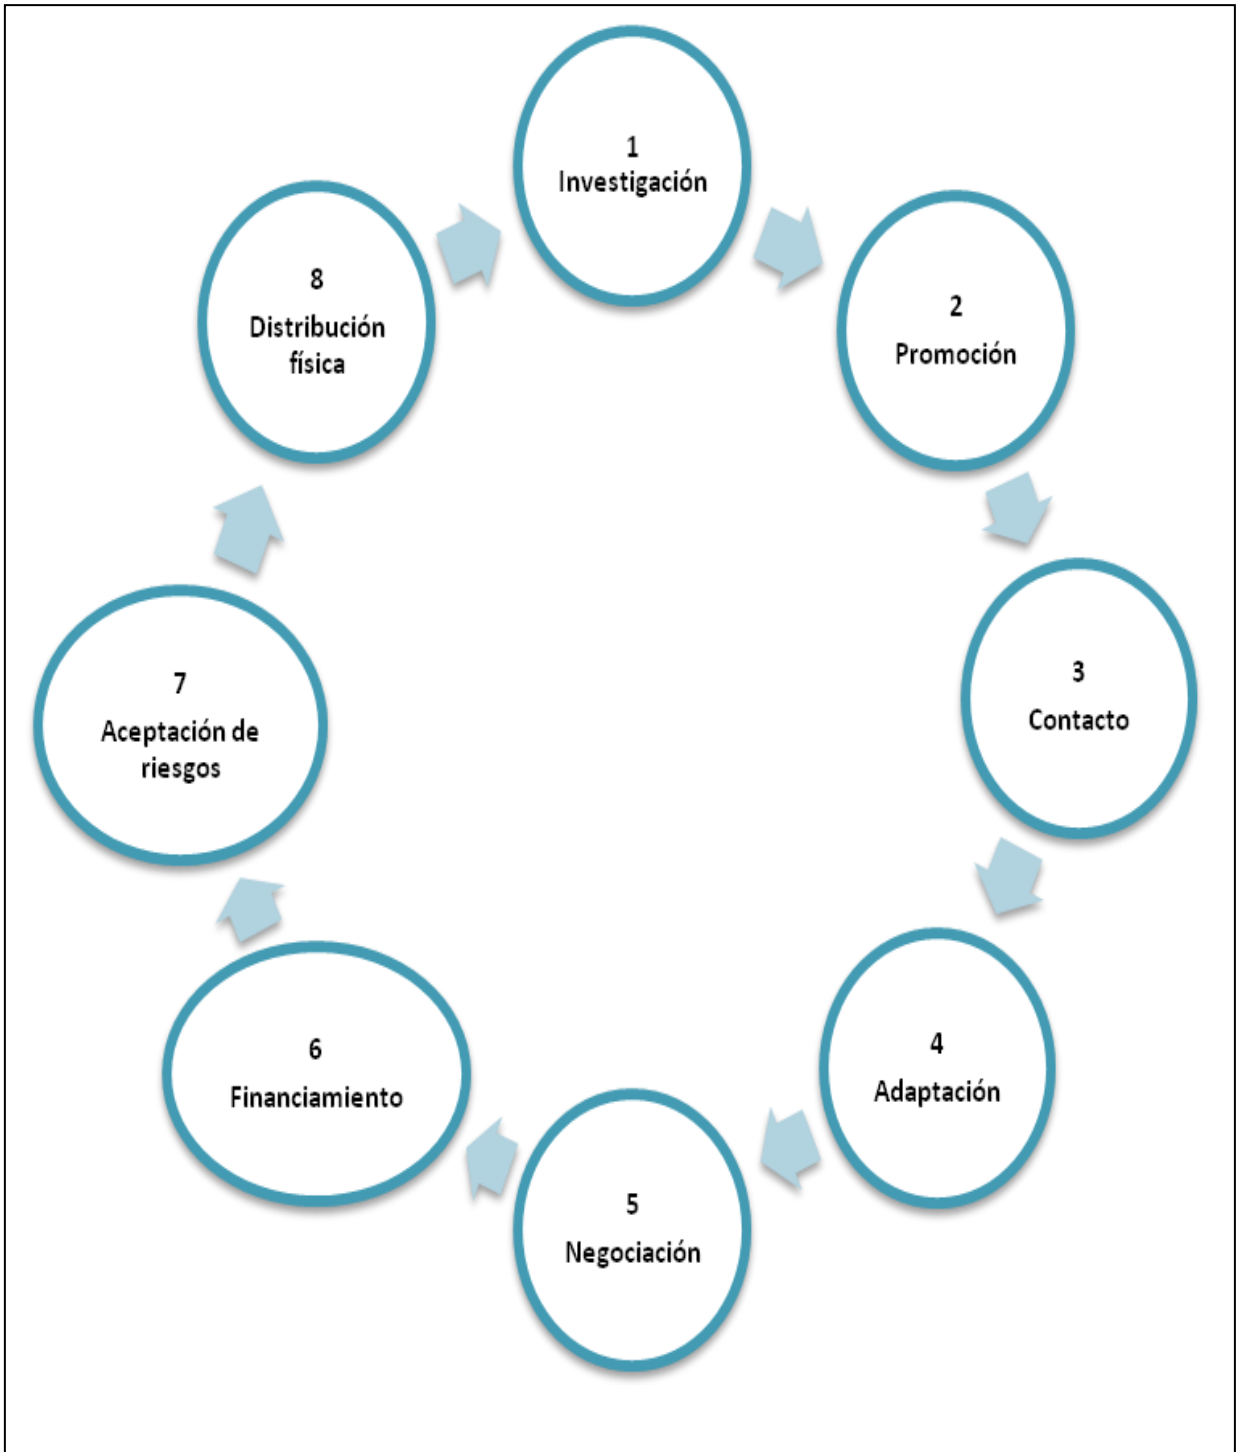 1
Investigación
2
Promoción
3
Contacto
4
Adaptación
5
Negociación
6
Financiamiento
7
Aceptación de
riesgos
8
Distribución
física